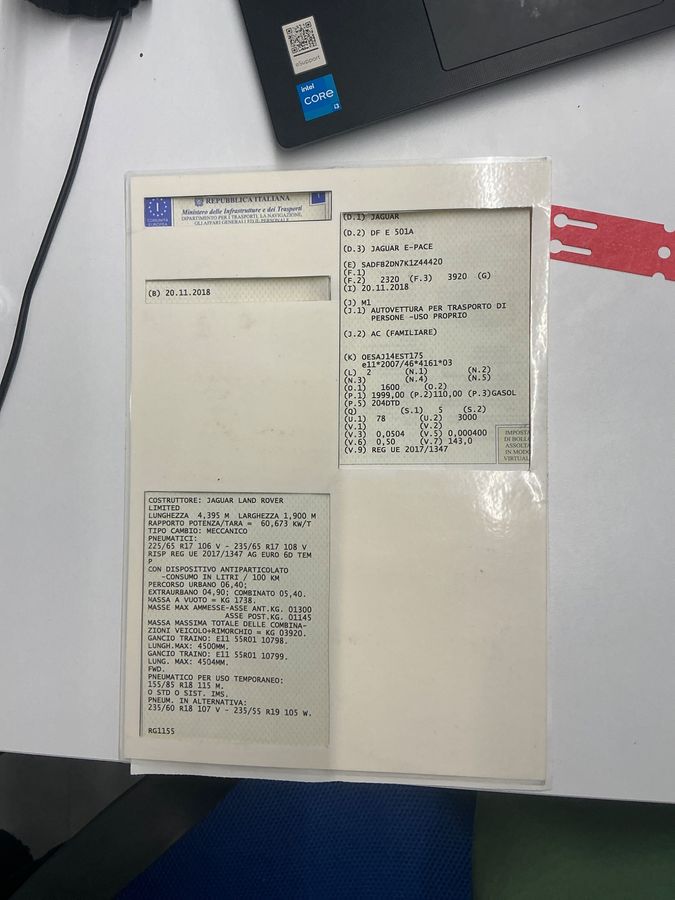 eSupport
intel
CORE
i3
COMUNITÀ
EUROPEA
I
REPUBBLICA ITALIANA
Ministero delle Infrastrutture e dei Trasporti
DIPARTIMENTO PER I TRASPORTI, LA NAVIGAZIONE,
GLI AFFARI GENERALI ED IL PERSONALE
I
(B) 20.11.2018
(D.1) JAGUAR
(D.2) DF E 501A
(D.3) JAGUAR E-PACE
(E) SADFB2DN7K1Z44420
(F.1)
(F.2) 2320 (F.3) 3920 (G)
(I) 20.11.2018
(J) M1
(J.1) AUTOVETTURA PER TRASPORTO DI
PERSONE -USO PROPRIO
(J.2) AC (FAMILIARE)
(K) OESAJ14EST175
e11*2007/46*4161*03
(L) 2 (N.1) (N.2)
(N.3) (N.4) (N.5)
(O.1) 1600 (O.2)
(P.1) 1999,00 (P.2)110,00 (P.3)GASOL
(P.5) 204DTD
(Q) (S.1) 5 (S.2)
(U.1) 78 (U.2) 3000
(V.1) (V.2)
(V.3) 0,0504 (V.5) 0,000400
(V.6) 0,50 (V.7) 143,0
(V.9) REG UE 2017/1347
IMPOSTA
DI BOLLO
ASSOLTA
IN MODO
VIRTUAL
COSTRUTTORE: JAGUAR LAND ROVER
LIMITED
LUNGHEZZA 4,395 M LARGHEZZA 1,900 M
RAPPORTO POTENZA/TARA = 60,673 KW/T
TIPO CAMBIO: MECCANICO
PNEUMATICI:
225/65 R17 106 V - 235/65 R17 108 V
RISP REG UE 2017/1347 AG EURO 6D TEM
P
CON DISPOSITIVO ANTIPARTICOLATO
-CONSUMO IN LITRI / 100 KM
PERCORSO URBANO 06,40;
EXTRAURBANO 04,90; COMBINATO 05,40.
MASSA A VUOTO = KG 1738.
MASSE MAX AMMESSE-ASSE ANT.KG. 01300
ASSE POST.KG. 01145
MASSA MASSIMA TOTALE DELLE COMBINA-
ZIONI VEICOLO+RIMORCHIO = KG 03920.
GANCIO TRAINO: E11 55R01 10798.
LUNGH.MAX: 4500MM.
GANCIO TRAINO: E11 55R01 10799.
LUNG. MAX: 4504MM.
FWD.
PNEUMATICO PER USO TEMPORANEO:
155/85 R18 115 M.
O STD O SIST. IMS.
PNEUM. IN ALTERNATIVA:
235/60 R18 107 V - 235/55 R19 105 W.
RG1155